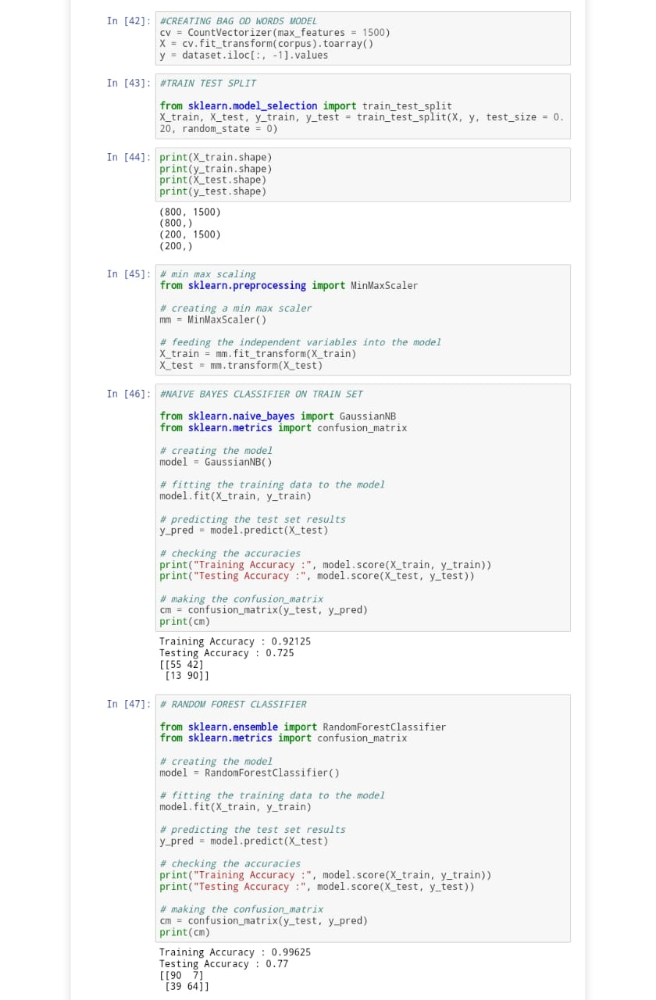 In [42]: #CREATING BAG OD WORDS MODEL
cv = CountVectorizer(max_features = 1500)
X = cv.fit_transform(corpus).toarray()
y = dataset.iloc[:, -1].values
In [43]: #TRAIN TEST SPLIT
from sklearn.model_selection import train_test_split
X_train, X_test, y_train, y_test = train_test_split(X, y, test_size = 0.
20, random_state = 0)
In [44]: print(X_train.shape)
print(y_train.shape)
print(X_test.shape)
print(y_test.shape)
(800, 1500)
(800,)
(200, 1500)
(200,)
In [45]: # min max scaling
from sklearn.preprocessing import MinMaxScaler
# creating a min max scaler
mm = MinMaxScaler()
# feeding the independent variables into the model
X_train = mm.fit_transform(X_train)
X_test = mm.transform(X_test)
In [46]: #NAIVE BAYES CLASSIFIER ON TRAIN SET
from sklearn.naive_bayes import GaussianNB
from sklearn.metrics import confusion_matrix
# creating the model
model = GaussianNB()
# fitting the training data to the model
model.fit(X_train, y_train)
# predicting the test set results
y_pred = model.predict(X_test)
# checking the accuracies
print("Training Accuracy :", model.score(X_train, y_train))
print("Testing Accuracy :", model.score(X_test, y_test))
# making the confusion_matrix
cm = confusion_matrix(y_test, y_pred)
print(cm)
Training Accuracy : 0.92125
Testing Accuracy : 0.725
[[55 42]
[13 90]]
In [47]: # RANDOM FOREST CLASSIFIER
from sklearn.ensemble import RandomForestClassifier
from sklearn.metrics import confusion_matrix
# creating the model
model = RandomForestClassifier()
# fitting the training data to the model
model.fit(X_train, y_train)
# predicting the test set results
y_pred = model.predict(X_test)
# checking the accuracies
print("Training Accuracy :", model.score(X_train, y_train))
print("Testing Accuracy :", model.score(X_test, y_test))
# making the confusion_matrix
cm = confusion_matrix(y_test, y_pred)
print(cm)
Training Accuracy : 0.99625
Testing Accuracy : 0.77
[[90 7]
[39 64]]